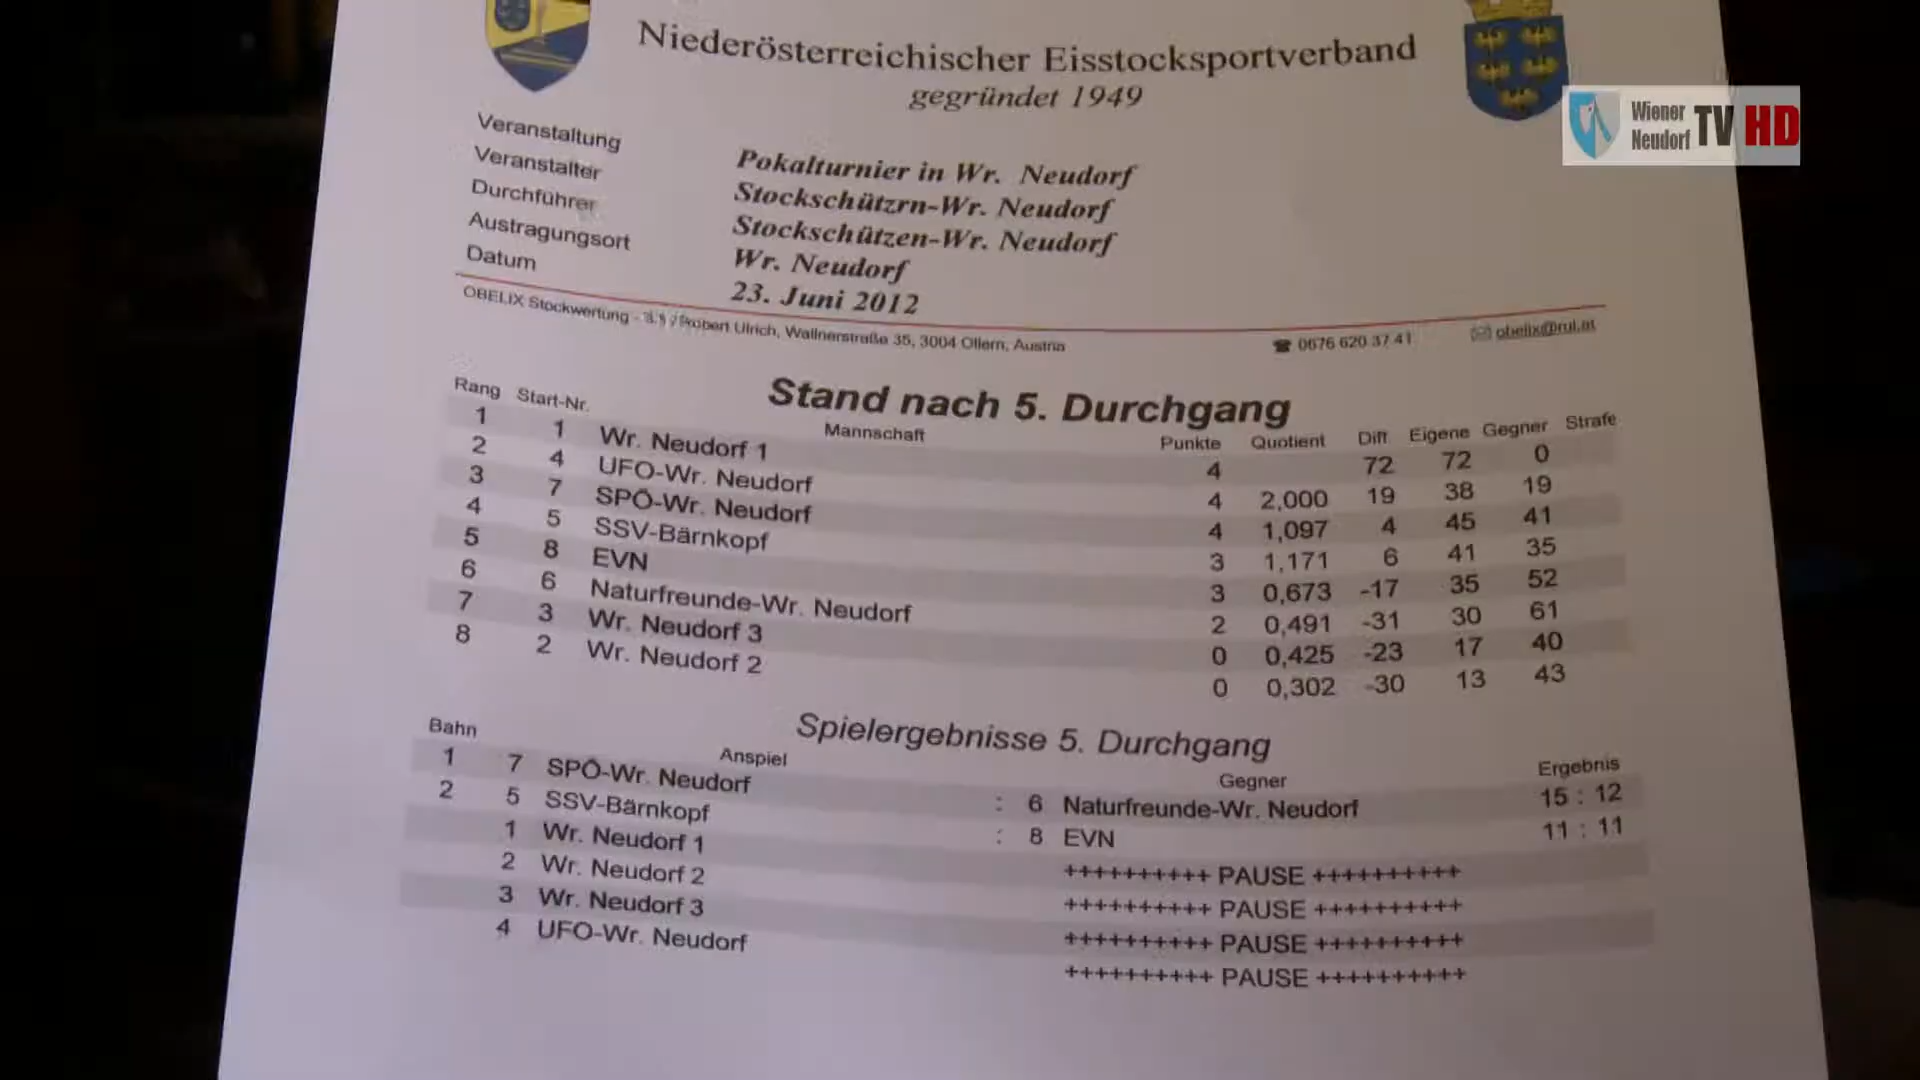 Niederösterreichischer Eisstocksportverband
gegründet 1949
Wiener Neudorf TV HD
Veranstaltung Pokalturnier in Wr. Neudorf
Veranstalter Stockschützrn-Wr. Neudorf
Durchführer Stockschützen-Wr. Neudorf
Austragungsort Wr. Neudorf
Datum 23. Juni 2012
OBELIX Stockwertung - Robert Ulrich, Wallnerstraße 35, 3004 Ollern, Austria ☎ 0676 620 37 41 ✉ obelix@rul.at
Stand nach 5. Durchgang
Rang Start-Nr. Mannschaft Punkte Quotient Diff Eigene Gegner Strafe
1 1 Wr. Neudorf 1 4 72 72 0
2 4 UFO-Wr. Neudorf 4 2,000 19 38 19
3 7 SPÖ-Wr. Neudorf 4 1,097 4 45 41
4 5 SSV-Bärnkopf 3 1,171 6 41 35
5 8 EVN 3 0,673 -17 35 52
6 6 Naturfreunde-Wr. Neudorf 2 0,491 -31 30 61
7 3 Wr. Neudorf 3 0 0,425 -23 17 40
8 2 Wr. Neudorf 2 0 0,302 -30 13 43
Spielergebnisse 5. Durchgang
Bahn Anspiel Gegner Ergebnis
1 7 SPÖ-Wr. Neudorf : 6 Naturfreunde-Wr. Neudorf 15 : 12
2 5 SSV-Bärnkopf : 8 EVN 11 : 11
1 Wr. Neudorf 1 ++++++++++ PAUSE ++++++++++
2 Wr. Neudorf 2 ++++++++++ PAUSE ++++++++++
3 Wr. Neudorf 3 ++++++++++ PAUSE ++++++++++
4 UFO-Wr. Neudorf ++++++++++ PAUSE ++++++++++